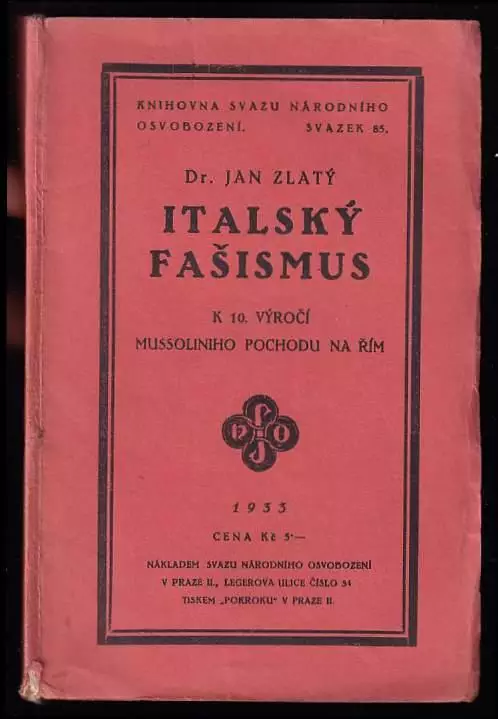 KNIHOVNA SVAZU NÁRODNÍHO
OSVOBOZENÍ. SVAZEK 85.
Dr. JAN ZLATÝ
ITALSKÝ
FAŠISMUS
K 10. VÝROČÍ
MUSSOLINIHO POCHODU NA ŘÍM
1933
CENA Kč 5·—
NÁKLADEM SVAZU NÁRODNÍHO OSVOBOZENÍ
V PRAZE II., LEGEROVA ULICE ČÍSLO 54
TISKEM „POKROKU“ V PRAZE II.